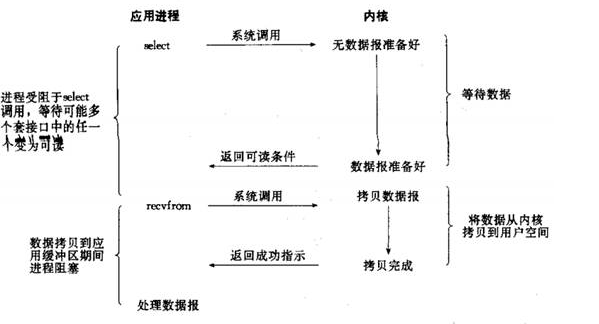 应用进程
内核
select
系统调用
无数据报准备好
进程受阻于select
调用，等待可能多
个套接口中的任一
个变为可读
等待数据
返回可读条件
数据报准备好
recvfrom
系统调用
拷贝数据报
数据拷贝到应
用缓冲区期间
进程阻塞
将数据从内核
拷贝到用户空间
返回成功指示
拷贝完成
处理数据报